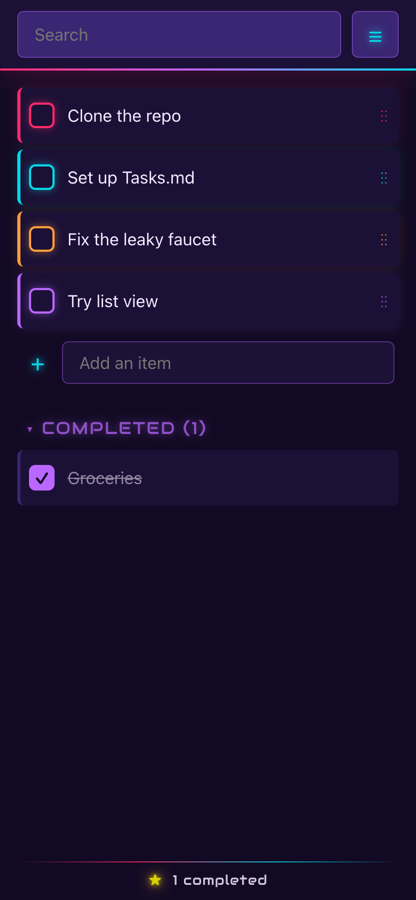 Search
Clone the repo
Set up Tasks.md
Fix the leaky faucet
Try list view
+ Add an item
▾ COMPLETED (1)
Groceries
1 completed